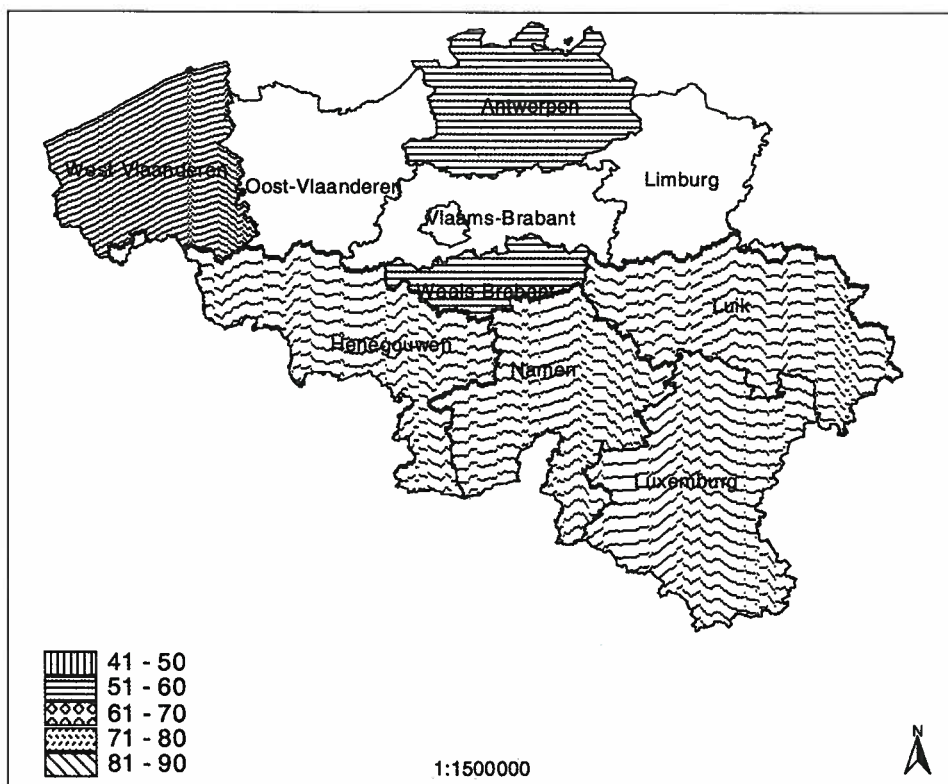 Antwerpen
West-Vlaanderen
Oost-Vlaanderen
Limburg
Vlaams-Brabant
Waals-Brabant
Luik
Henegouwen
Namen
Luxemburg
41 - 50
51 - 60
61 - 70
71 - 80
81 - 90
1:1500000
N